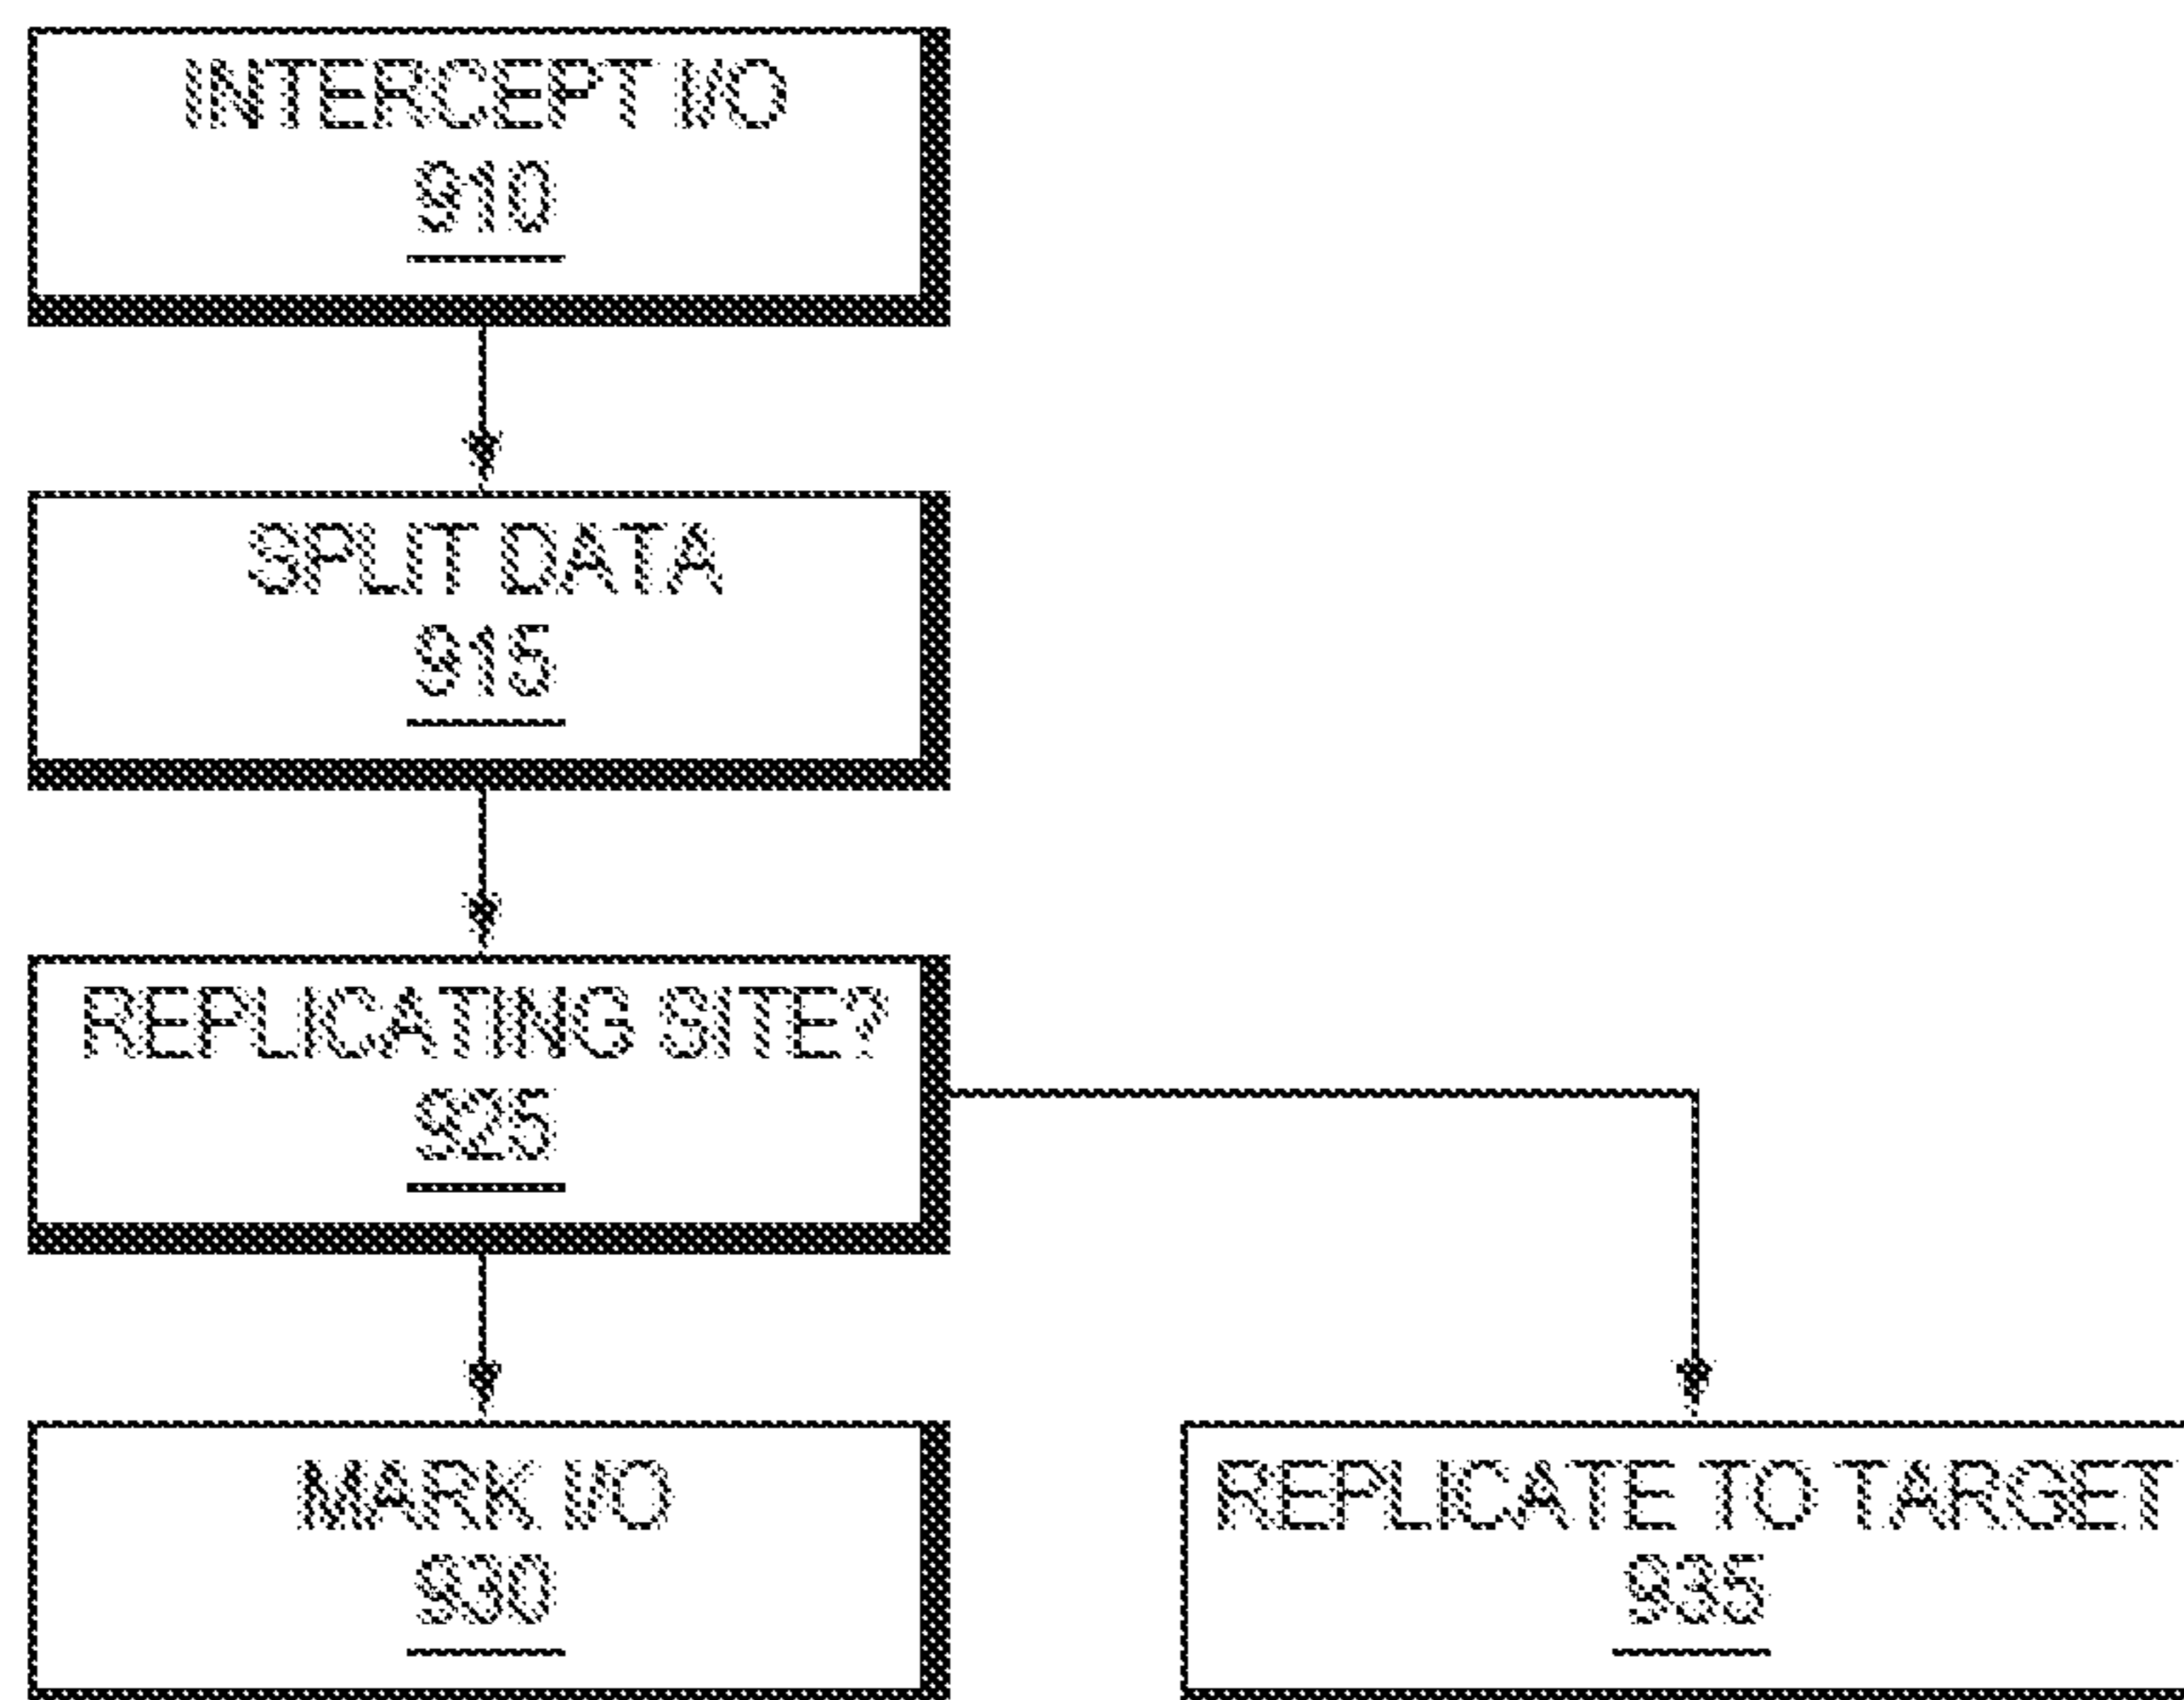 INTERCEPT I/O
910
SPLIT DATA
915
REPLICATING SITE?
925
MARK I/O
930
REPLICATE TO TARGET
935